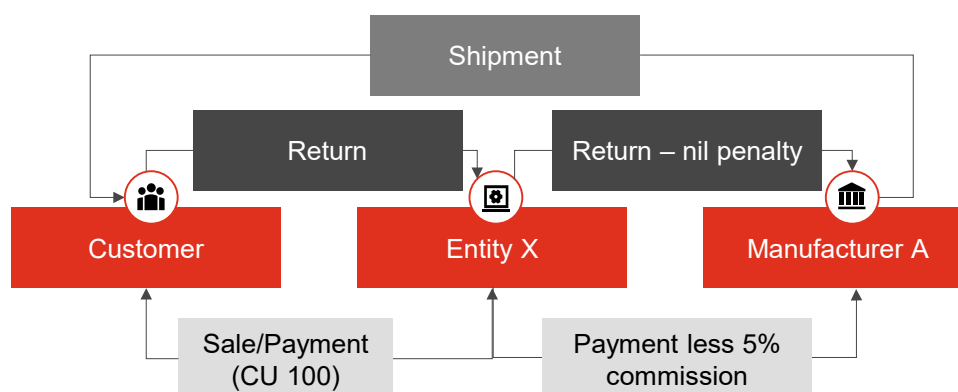 Shipment
Return
Return – nil penalty
Customer
Entity X
Manufacturer A
Sale/Payment
(CU 100)
Payment less 5%
commission